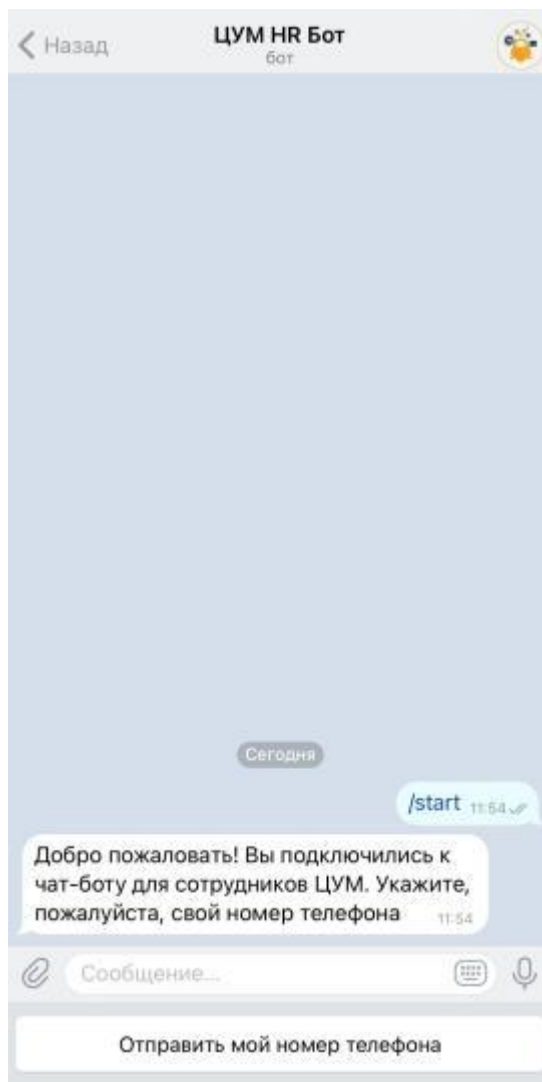 Назад
ЦУМ HR Бот
бот
Сегодня
/start 11:54
Добро пожаловать! Вы подключились к
чат-боту для сотрудников ЦУМ. Укажите,
пожалуйста, свой номер телефона 11:54
Сообщение...
Отправить мой номер телефона